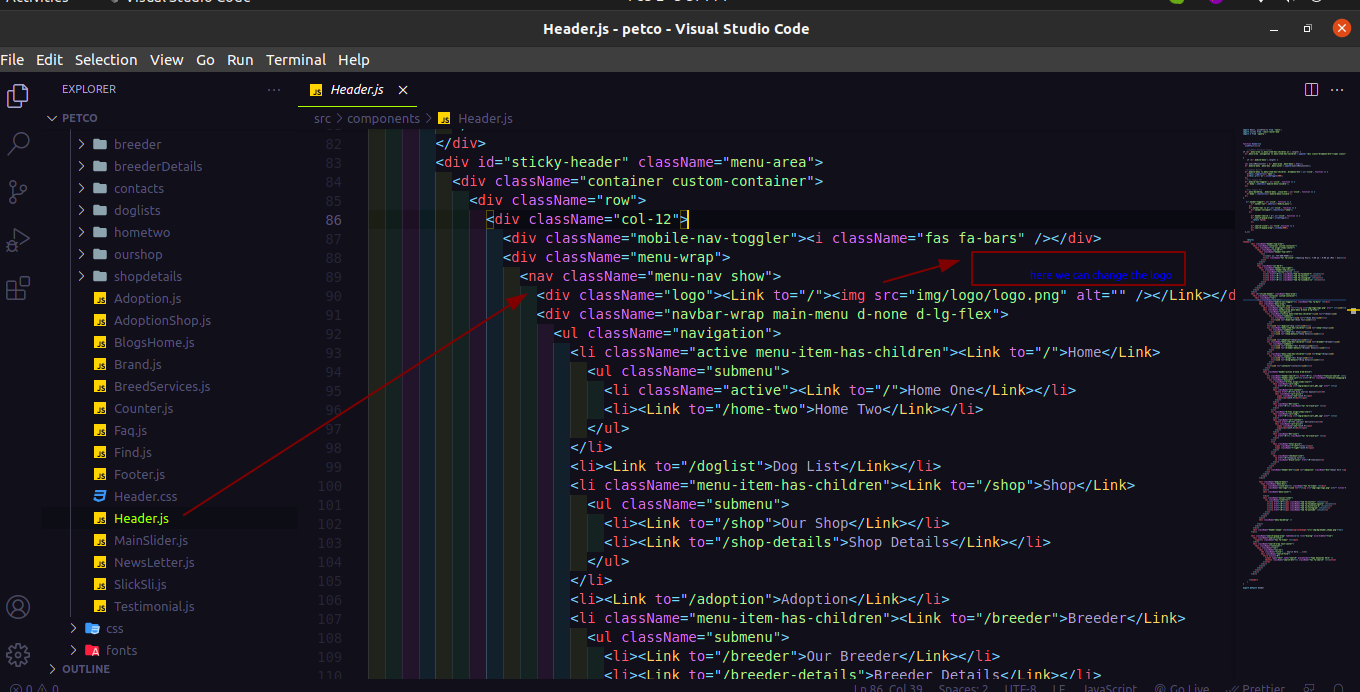 Activities
Visual Studio Code
Header.js - petco - Visual Studio Code
File Edit Selection View Go Run Terminal Help
EXPLORER
Header.js
PETCO
src > components > Header.js
breeder
breederDetails
contacts
doglists
hometwo
ourshop
shopdetails
Adoption.js
AdoptionShop.js
BlogsHome.js
Brand.js
BreedServices.js
Counter.js
Faq.js
Find.js
Footer.js
Header.css
Header.js
MainSlider.js
NewsLetter.js
SlickSli.js
Testimonial.js
css
fonts
OUTLINE
82 </div>
83 <div id="sticky-header" className="menu-area">
84 <div className="container custom-container">
85 <div className="row">
86 <div className="col-12">
87 <div className="mobile-nav-toggler"><i className="fas fa-bars" /></div>
88 <div className="menu-wrap">
89 <nav className="menu-nav show">
here we can change the logo
90 <div className="logo"><Link to="/"><img src="img/logo/logo.png" alt="" /></Link></d
91 <div className="navbar-wrap main-menu d-none d-lg-flex">
92 <ul className="navigation">
93 <li className="active menu-item-has-children"><Link to="/">Home</Link>
94 <ul className="submenu">
95 <li className="active"><Link to="/">Home One</Link></li>
96 <li><Link to="/home-two">Home Two</Link></li>
97 </ul>
98 </li>
99 <li><Link to="/doglist">Dog List</Link></li>
100 <li className="menu-item-has-children"><Link to="/shop">Shop</Link>
101 <ul className="submenu">
102 <li><Link to="/shop">Our Shop</Link></li>
103 <li><Link to="/shop-details">Shop Details</Link></li>
104 </ul>
105 </li>
106 <li><Link to="/adoption">Adoption</Link></li>
107 <li className="menu-item-has-children"><Link to="/breeder">Breeder</Link>
108 <ul className="submenu">
109 <li><Link to="/breeder">Our Breeder</Link></li>
110 <li><Link to="/breeder-details">Breeder Details</Link></li>
0 0 Ln 86, Col 39 Spaces: 2 UTF-8 LF JavaScript Go Live Prettier